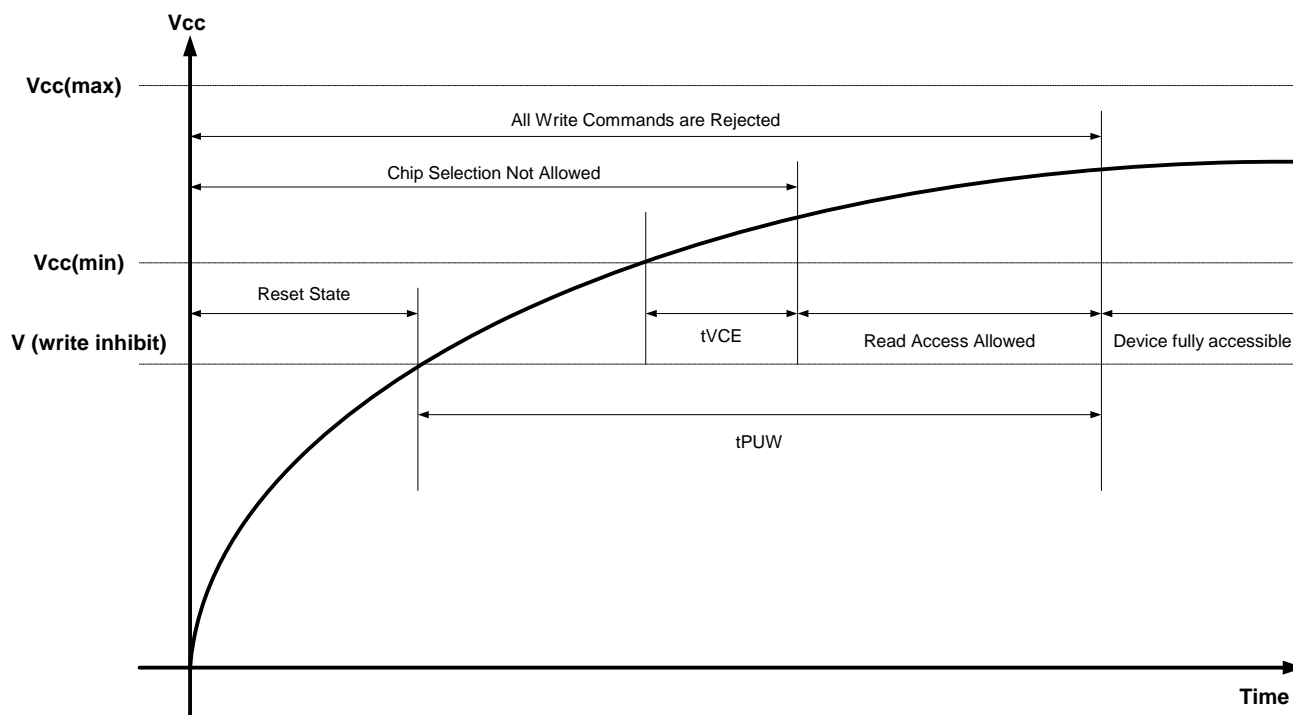 Vcc
Vcc(max)
All Write Commands are Rejected
Chip Selection Not Allowed
Vcc(min)
Reset State
V (write inhibit)
tVCE
Read Access Allowed
Device fully accessible
tPUW
Time